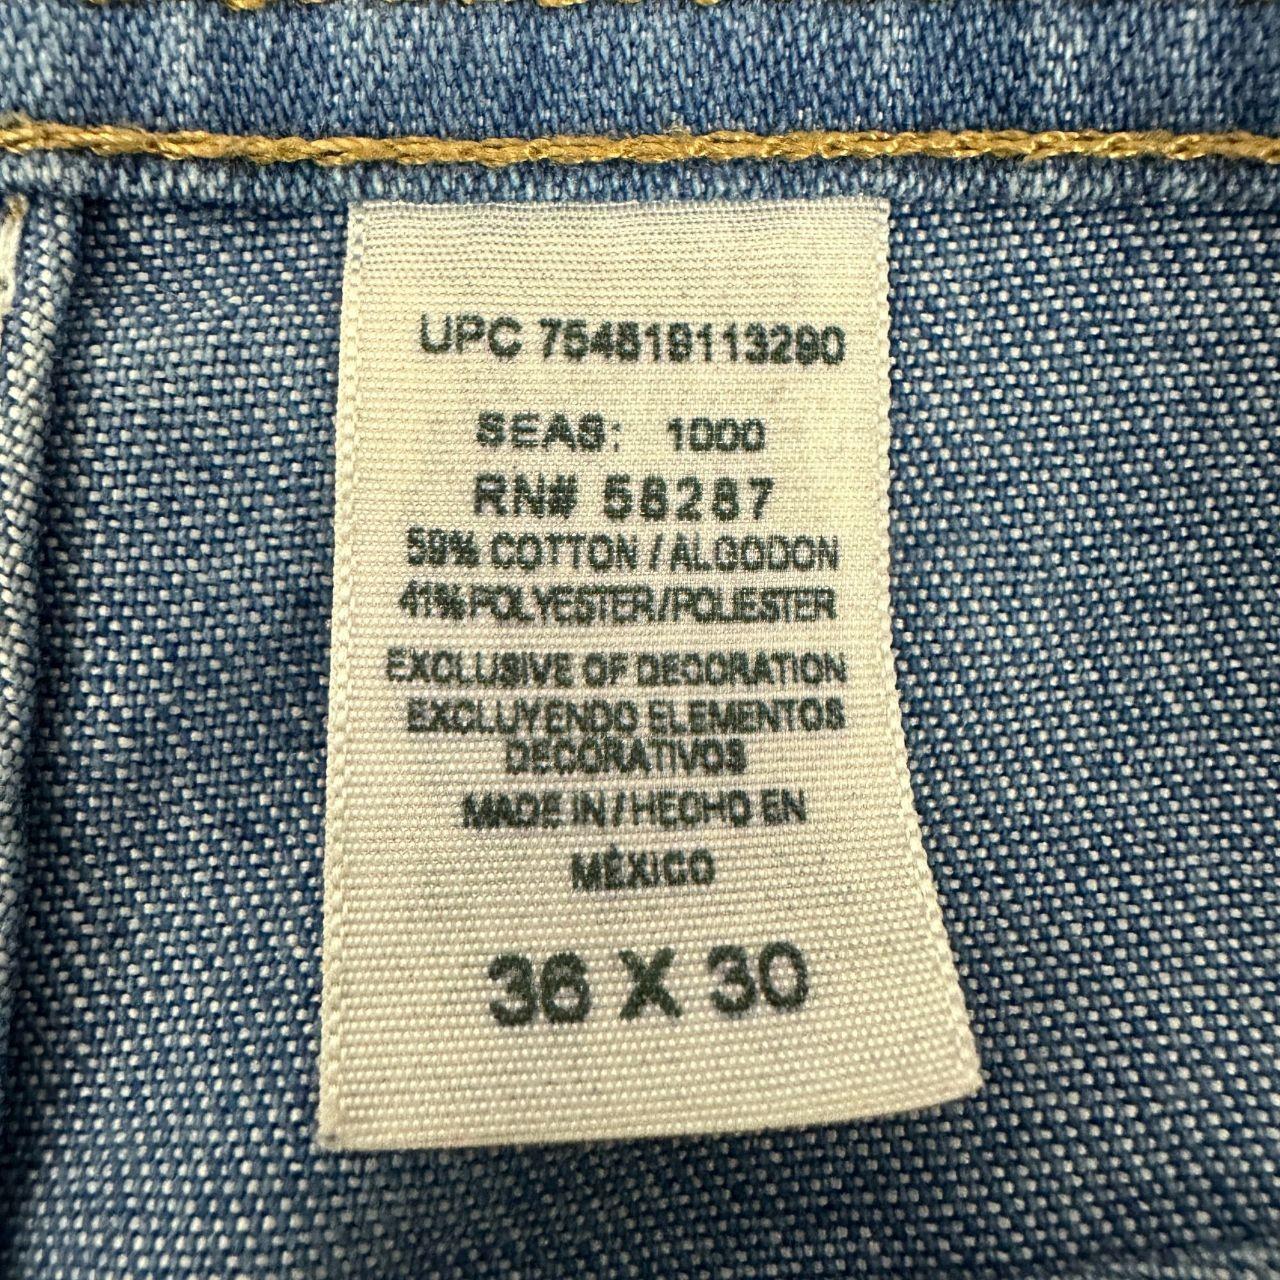 UPC 754819113290
SEAS: 1000
RN# 58287
59% COTTON / ALGODON
41% POLYESTER / POLIESTER
EXCLUSIVE OF DECORATION
EXCLUYENDO ELEMENTOS
DECORATIVOS
MADE IN / HECHO EN
MÉXICO
36 X 30